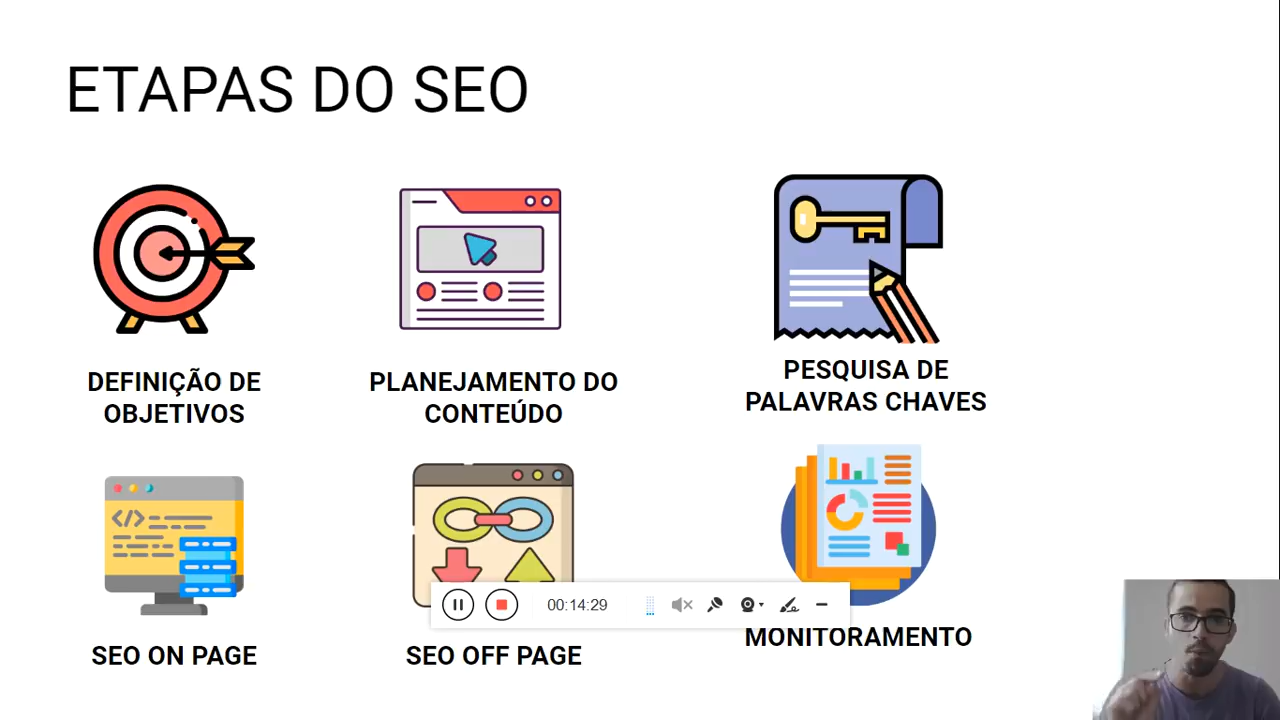 ETAPAS DO SEO
DEFINIÇÃO DE
OBJETIVOS
PLANEJAMENTO DO
CONTEÚDO
PESQUISA DE
PALAVRAS CHAVES
</>
SEO ON PAGE
SEO OFF PAGE
00:14:29
MONITORAMENTO